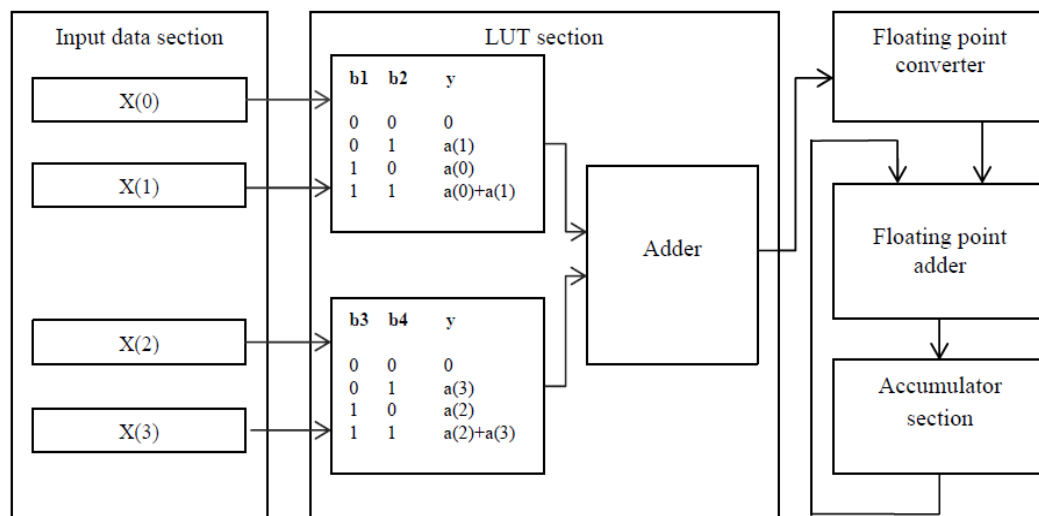 Input data section
X(0)
X(1)
X(2)
X(3)
LUT section
b1 b2 y
0 0 0
0 1 a(1)
1 0 a(0)
1 1 a(0)+a(1)
b3 b4 y
0 0 0
0 1 a(3)
1 0 a(2)
1 1 a(2)+a(3)
Adder
Floating point
converter
Floating point
adder
Accumulator
section